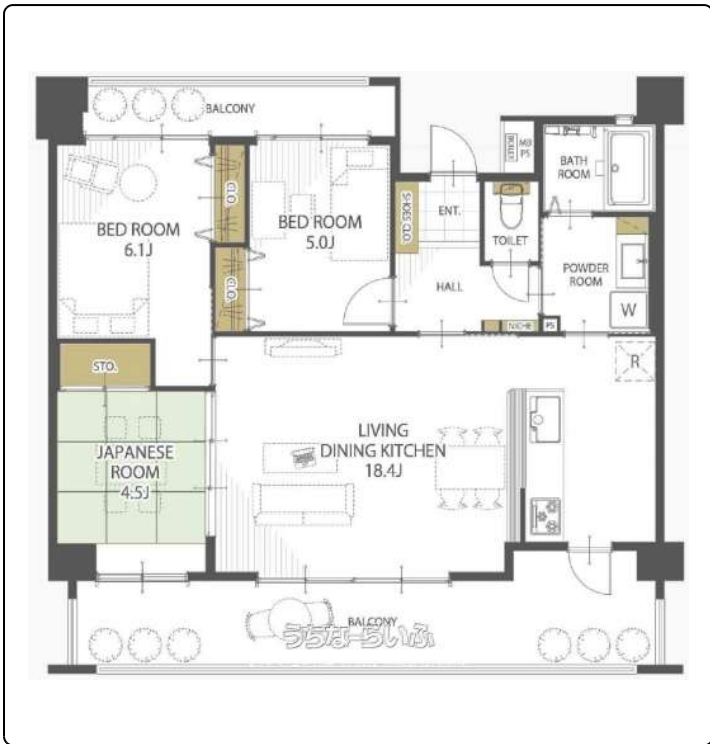 BALCONY
MB
PS
BOILER
BATH
ROOM
BED ROOM
6.1J
CLO
BED ROOM
5.0J
SHOES CLO
ENT.
TOILET
HALL
POWDER
ROOM
CLO.
W
NICHE
PS
STO.
R
JAPANESE
ROOM
4.5J
LIVING
DINING KITCHEN
18.4J
BALCONY
うちなーらいふ